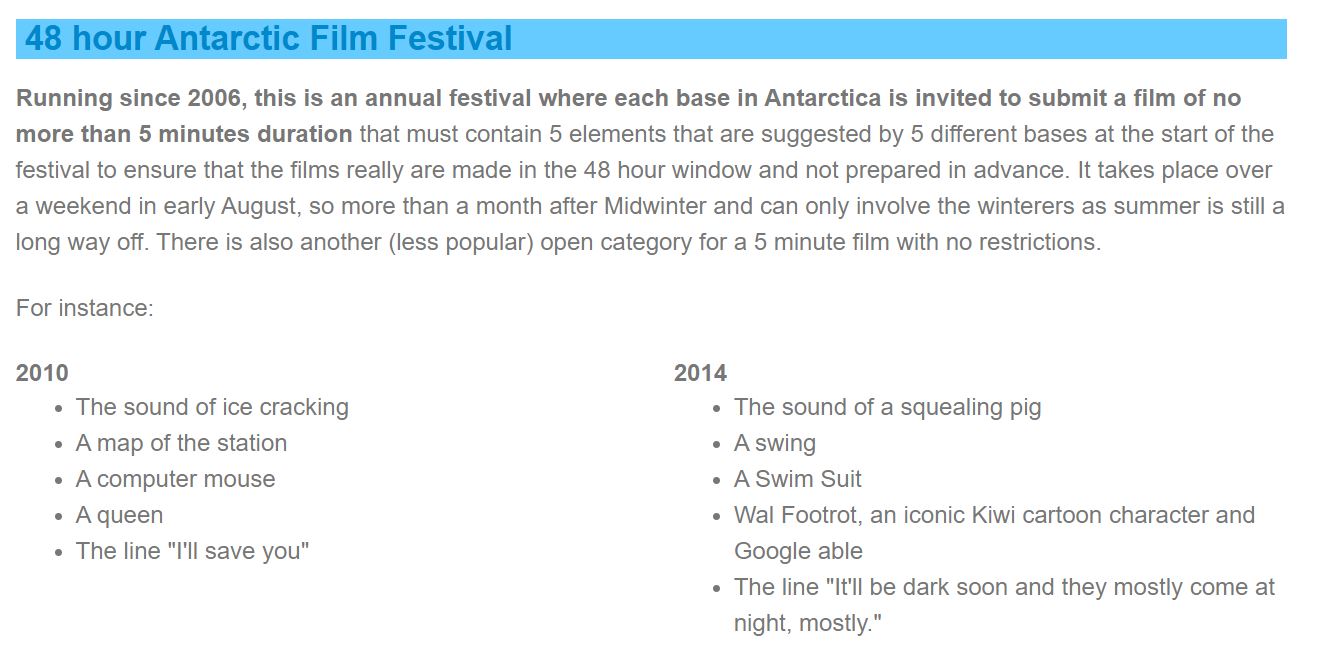 48 hour Antarctic Film Festival
Running since 2006, this is an annual festival where each base in Antarctica is invited to submit a film of no
more than 5 minutes duration that must contain 5 elements that are suggested by 5 different bases at the start of the
festival to ensure that the films really are made in the 48 hour window and not prepared in advance. It takes place over
a weekend in early August, so more than a month after Midwinter and can only involve the winterers as summer is still a
long way off. There is also another (less popular) open category for a 5 minute film with no restrictions.
For instance:
2010
• The sound of ice cracking
• A map of the station
• A computer mouse
• A queen
• The line "I'll save you"
2014
• The sound of a squealing pig
• A swing
• A Swim Suit
• Wal Footrot, an iconic Kiwi cartoon character and
Google able
• The line "It'll be dark soon and they mostly come at
night, mostly."